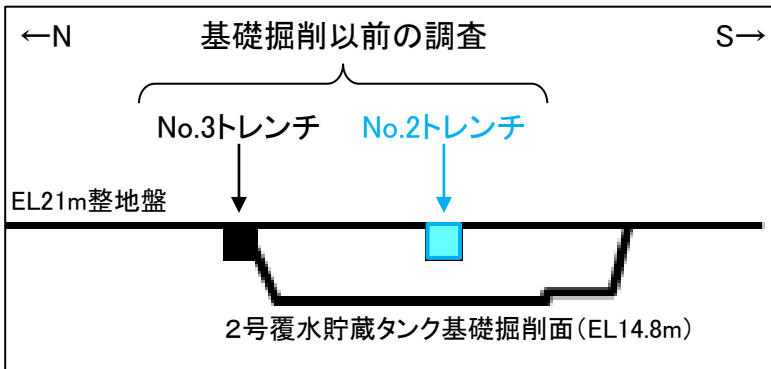 ←N 基礎掘削以前の調査 S→
No.3トレンチ No.2トレンチ
EL21m整地盤
2号覆水貯蔵タンク基礎掘削面(EL14.8m)